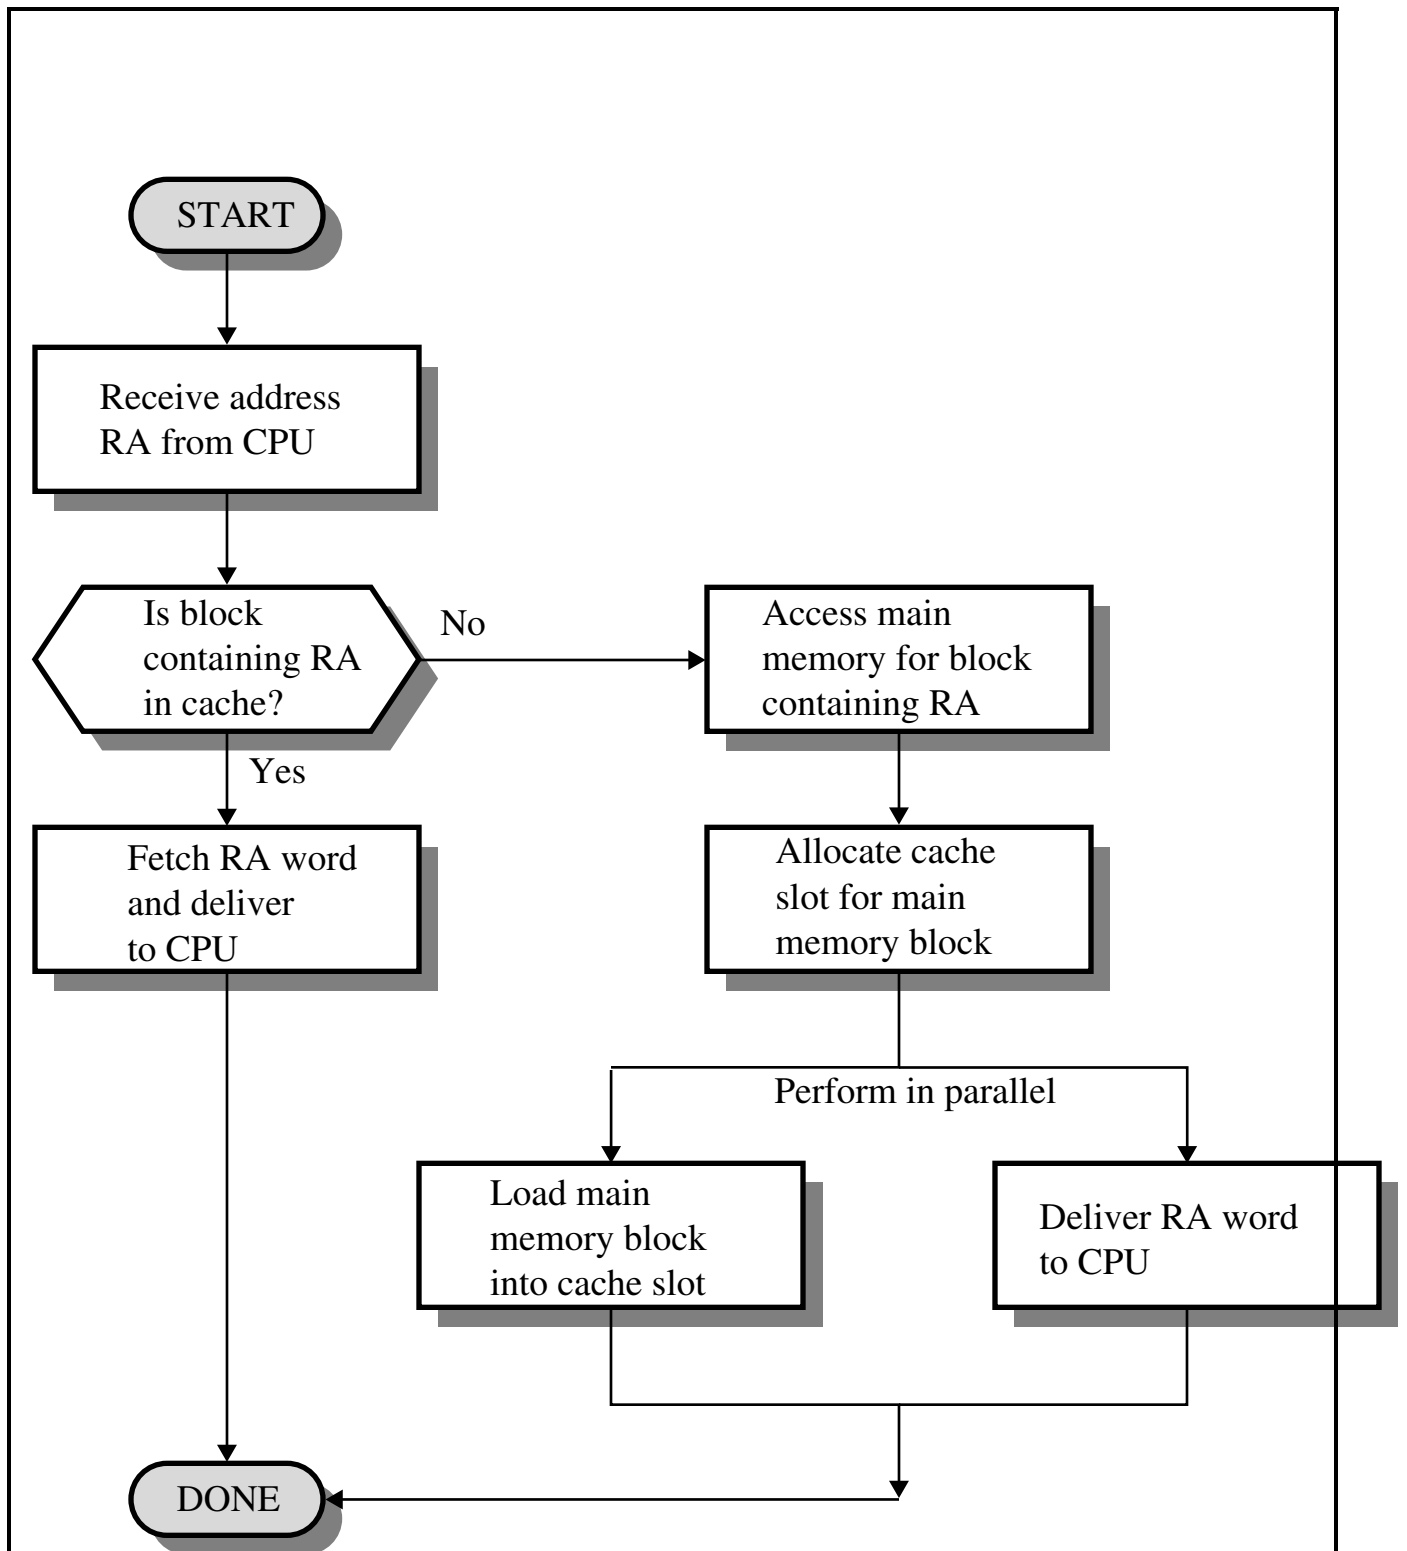 START
Receive address
RA from CPU
Is block
containing RA
in cache?
No
Access main
memory for block
containing RA
Yes
Fetch RA word
and deliver
to CPU
Allocate cache
slot for main
memory block
Perform in parallel
Load main
memory block
into cache slot
Deliver RA word
to CPU
DONE